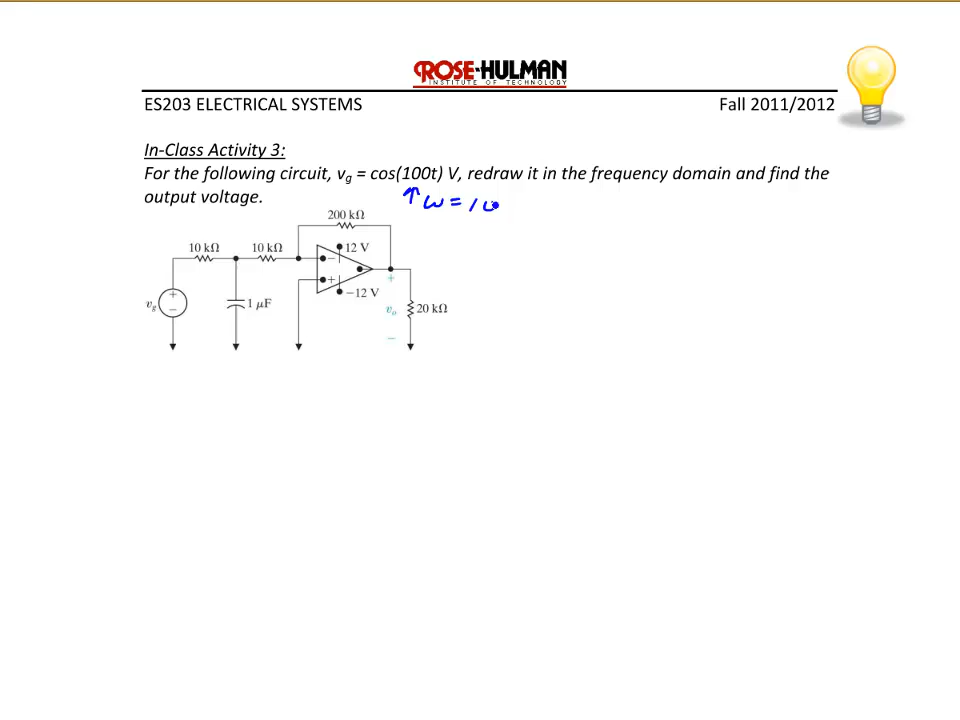 ROSE-HULMAN
INSTITUTE OF TECHNOLOGY
ES203 ELECTRICAL SYSTEMS Fall 2011/2012
In-Class Activity 3:
For the following circuit, vg = cos(100t) V, redraw it in the frequency domain and find the
output voltage.
↑ ω = 10
200 kΩ
10 kΩ 10 kΩ 12 V
−
+
−12 V
+
−
vg
1 μF
+
vo
−
20 kΩ